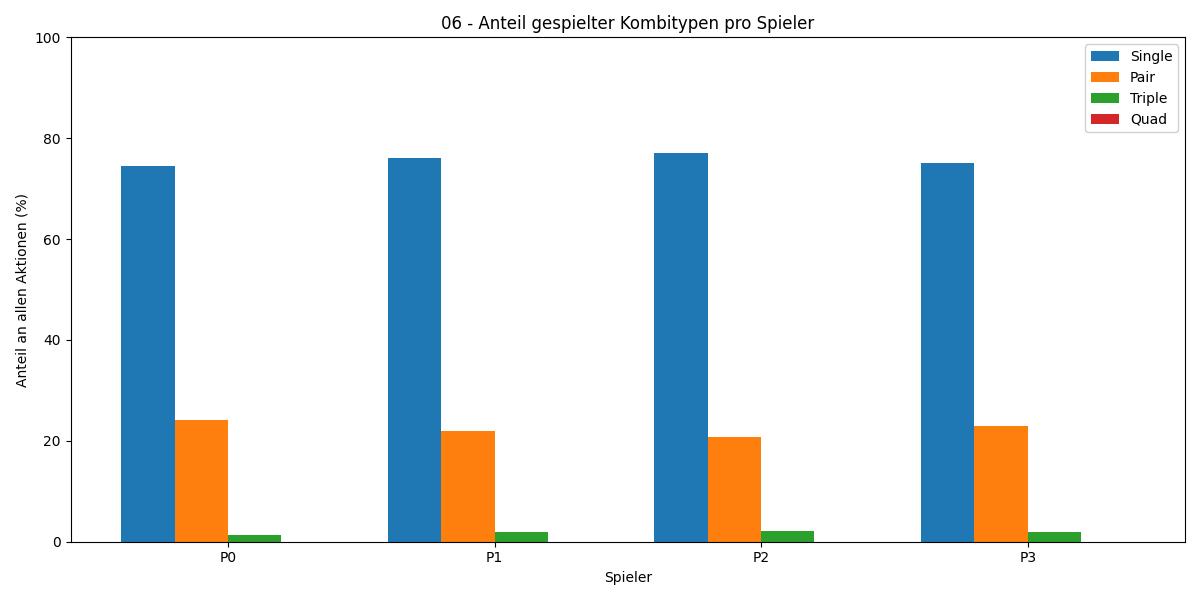 06 - Anteil gespielter Kombitypen pro Spieler
Anteil an allen Aktionen (%)
100
80
60
40
20
0
Single
Pair
Triple
Quad
P0
P1
P2
P3
Spieler